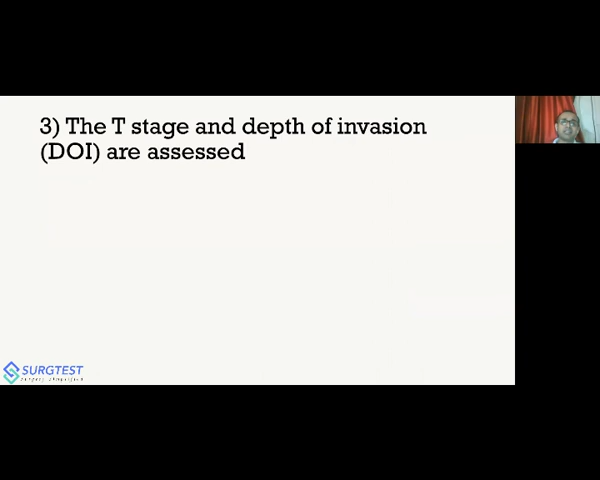 3) The T stage and depth of invasion
(DOI) are assessed
SURGTEST